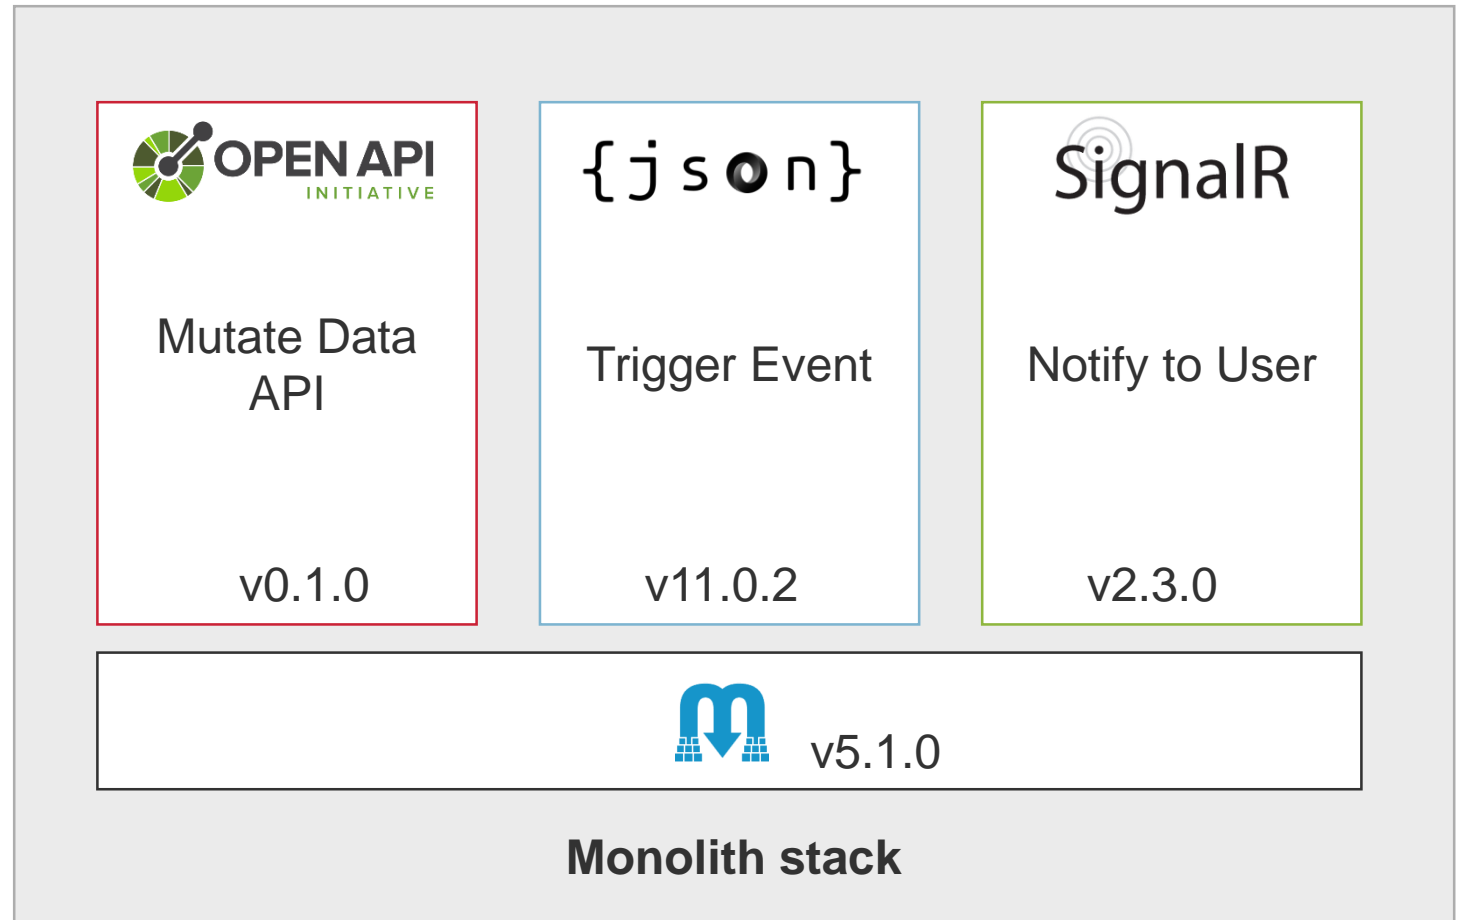 OPEN API
INITIATIVE
{json}
SignalR
Mutate Data
API
Trigger Event
Notify to User
v0.1.0
v11.0.2
v2.3.0
v5.1.0
Monolith stack